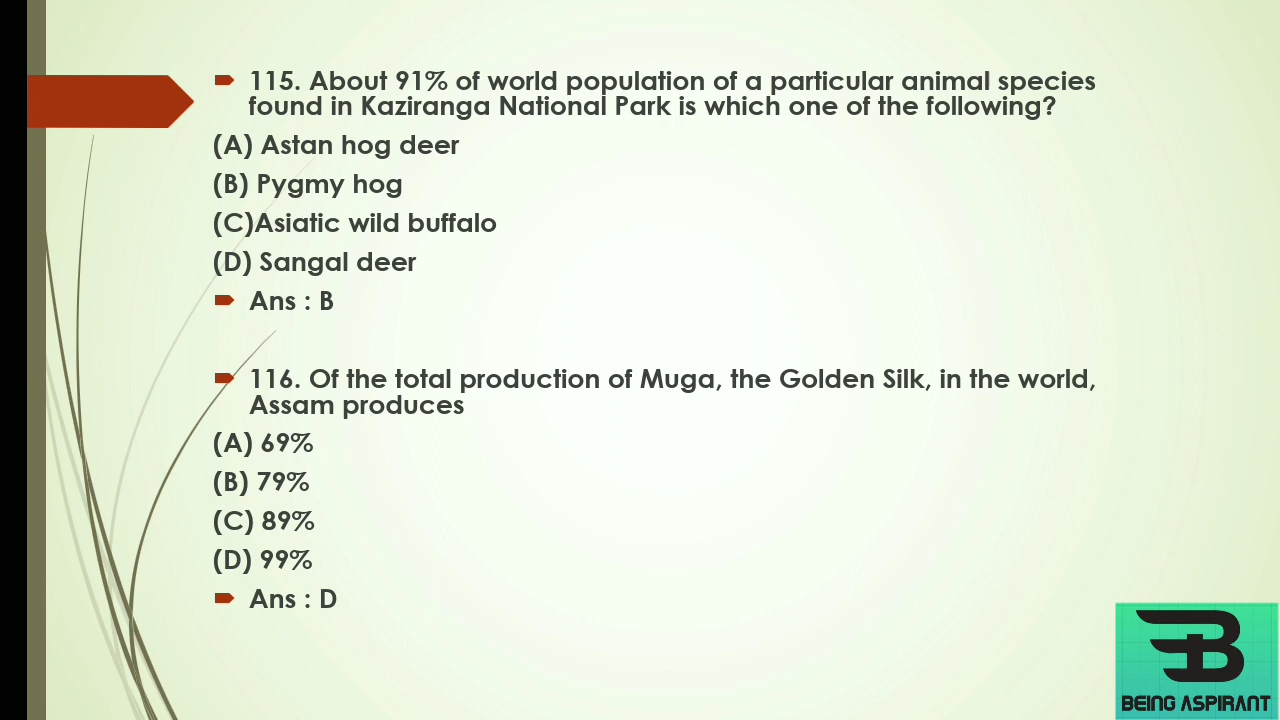 115. About 91% of world population of a particular animal species
found in Kaziranga National Park is which one of the following?
(A) Astan hog deer
(B) Pygmy hog
(C)Asiatic wild buffalo
(D) Sangal deer
Ans : B
116. Of the total production of Muga, the Golden Silk, in the world,
Assam produces
(A) 69%
(B) 79%
(C) 89%
(D) 99%
Ans : D
BEING ASPIRANT